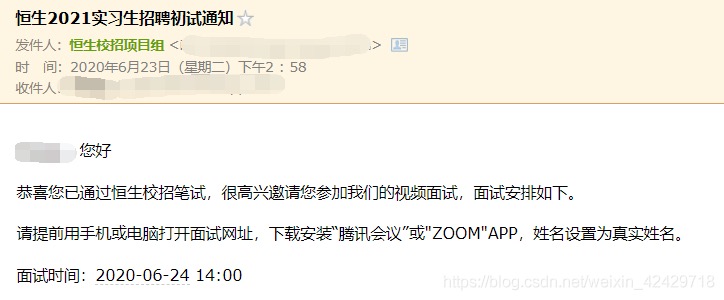 恒生2021实习生招聘初试通知☆
发件人：恒生校招项目组 < >
时 间：2020年6月23日（星期二）下午2：58
收件人：
您好
恭喜您已通过恒生校招笔试，很高兴邀请您参加我们的视频面试，面试安排如下。
请提前用手机或电脑打开面试网址，下载安装“腾讯会议”或"ZOOM"APP，姓名设置为真实姓名。
面试时间：2020-06-24 14:00
https://blog.csdn.net/weixin_42429718